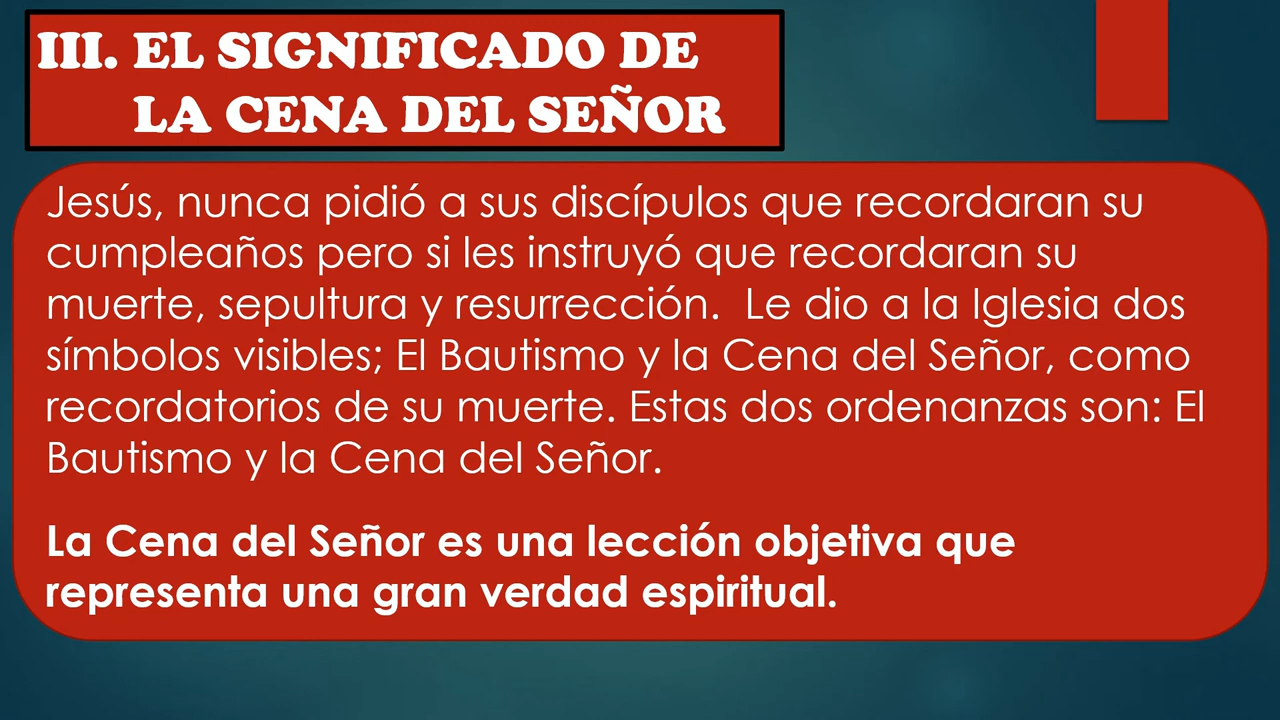 III. EL SIGNIFICADO DE
LA CENA DEL SEÑOR
Jesús, nunca pidió a sus discípulos que recordaran su
cumpleaños pero si les instruyó que recordaran su
muerte, sepultura y resurrección. Le dio a la Iglesia dos
símbolos visibles; El Bautismo y la Cena del Señor, como
recordatorios de su muerte. Estas dos ordenanzas son: El
Bautismo y la Cena del Señor.
La Cena del Señor es una lección objetiva que
representa una gran verdad espiritual.